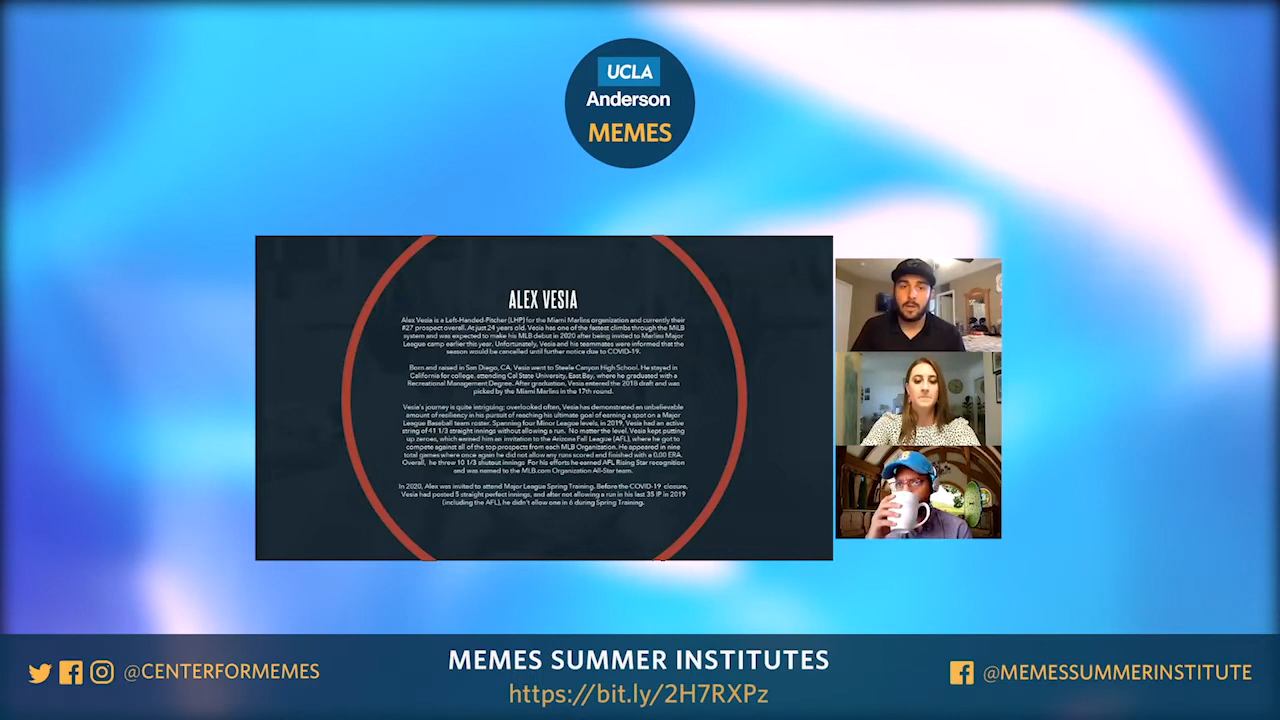 UCLA
Anderson
MEMES
ALEX VESIA
Alex Vesia is a Left-Handed-Pitcher (LHP) for the Miami Marlins organization and currently their
#27 prospect overall. At just 24 years old, Vesia has one of the fastest climbs through the MiLB
system and was expected to make his MLB debut in 2020 after being invited to Marlins Major
League camp earlier this year. Unfortunately, Vesia and his teammates were informed that the
season would be cancelled until further notice due to COVID-19.
Born and raised in San Diego, CA, Vesia went to Steele Canyon High School. He stayed in
California for college, attending Cal State University, East Bay, where he graduated with a
Recreational Management Degree. After graduation, Vesia entered the 2018 draft and was
picked by the Miami Marlins in the 17th round.
Vesia's journey is quite intriguing; overlooked often, Vesia has demonstrated an unbelievable
amount of resiliency in his pursuit of reaching his ultimate goal of earning a spot on a Major
League Baseball team roster. Spanning four Minor League levels, in 2019, Vesia had an active
string of 41 1/3 straight innings without allowing a run. No matter the level, Vesia kept putting
up zeroes, which earned him an invitation to the Arizona Fall League (AFL), where he got to
compete against all of the top prospects from each MLB Organization. He appeared in nine
total games where once again he did not allow any runs scored and finished with a 0.00 ERA.
Overall, he threw 10 1/3 shutout innings. For his efforts he earned AFL Rising Star recognition
and was named to the MLB.com Organization All-Star team.
In 2020, Alex was invited to attend Major League Spring Training. Before the COVID-19 closure,
Vesia had posted 5 straight perfect innings, and after not allowing a run in his last 35 IP in 2019
(including the AFL), he didn't allow one in 6 during Spring Training.
@CENTERFORMEMES
MEMES SUMMER INSTITUTES
https://bit.ly/2H7RXPz
@MEMESSUMMERINSTITUTE